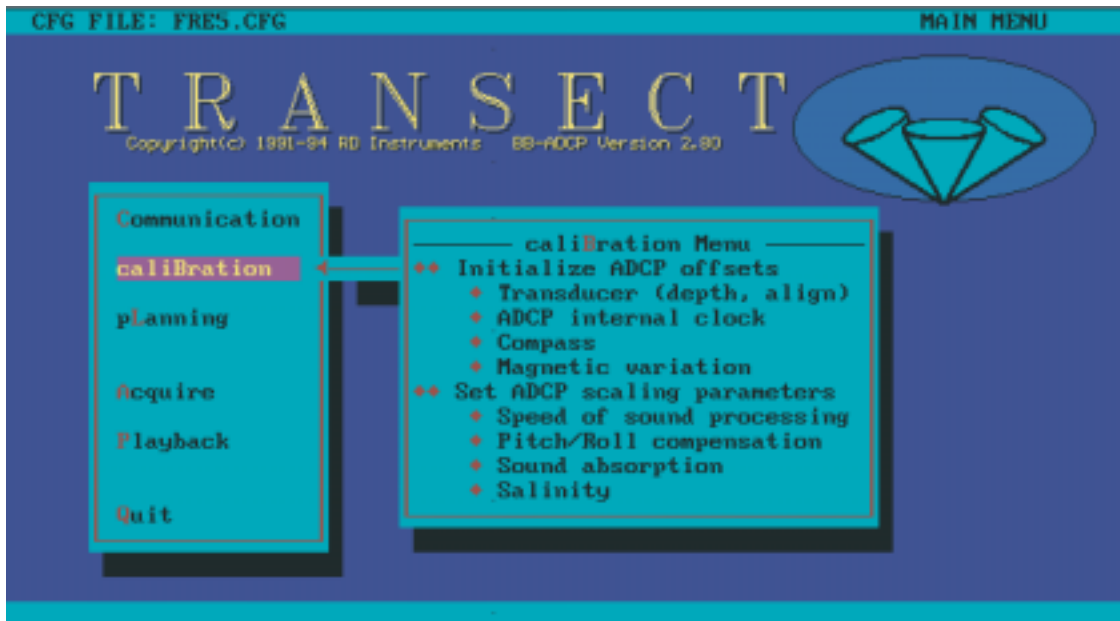 CFG FILE: FRE5.CFG MAIN MENU
T R A N S E C T
Copyright(c) 1991-94 RD Instruments BB-ADCP Version 2.80
Communication
caliBration
pLanning
Acquire
Playback
Quit
caliBration Menu
Initialize ADCP offsets
Transducer (depth, align)
ADCP internal clock
Compass
Magnetic variation
Set ADCP scaling parameters
Speed of sound processing
Pitch/Roll compensation
Sound absorption
Salinity